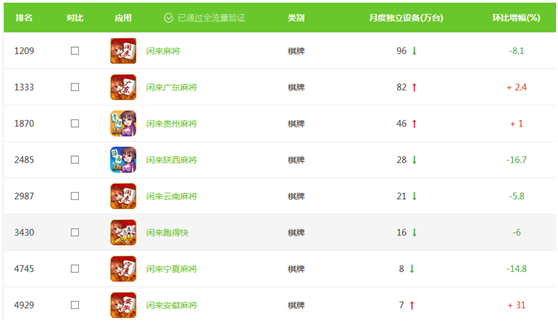 排名 对比 应用 已通过全流量验证 类别 月度独立设备(万台) 环比增幅(%)
1209 闲来麻将 棋牌 96 ↓ -8.1
1333 闲来广东麻将 棋牌 82 ↑ + 2.4
1870 闲来贵州麻将 棋牌 46 ↑ + 1
2485 闲来陕西麻将 棋牌 28 ↓ -16.7
2987 闲来云南麻将 棋牌 21 ↓ -5.8
3430 闲来跑得快 棋牌 16 ↓ -6
4745 闲来宁夏麻将 棋牌 8 ↓ -14.8
4929 闲来安徽麻将 棋牌 7 ↑ + 31